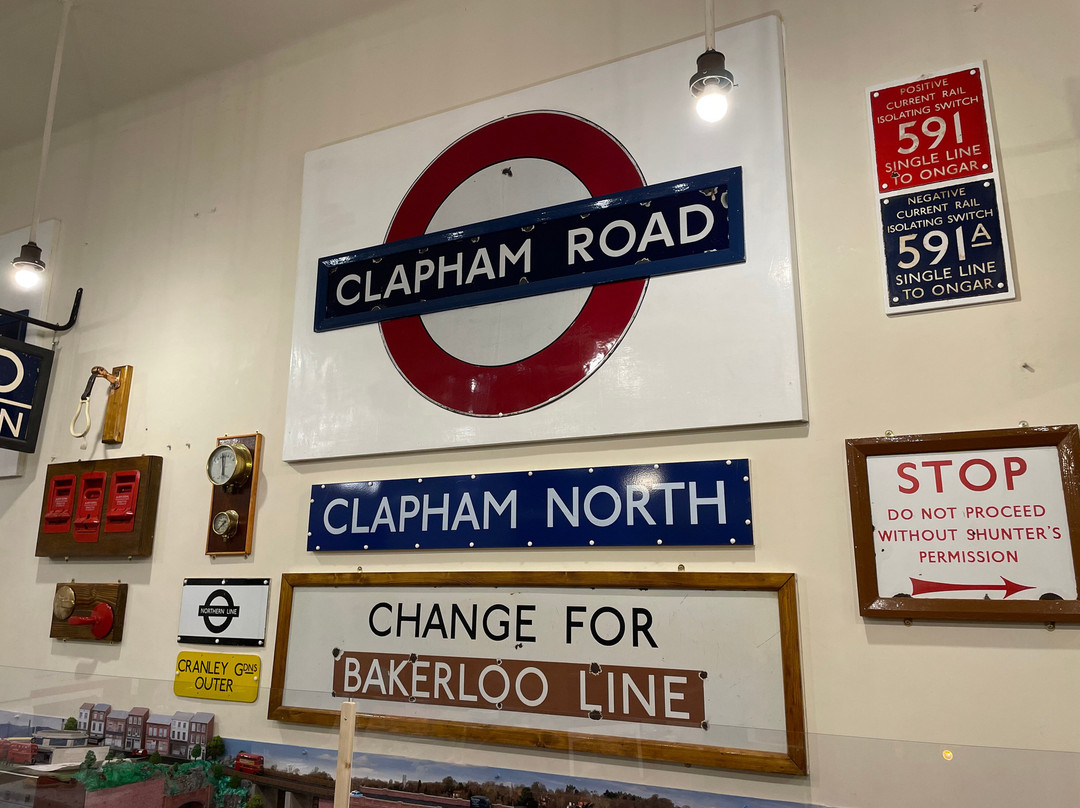 CLAPHAM ROAD
POSITIVE
CURRENT RAIL
ISOLATING SWITCH
591
SINGLE LINE
TO ONGAR
NEGATIVE
CURRENT RAIL
ISOLATING SWITCH
591A
SINGLE LINE
TO ONGAR
CLAPHAM NORTH
STOP
DO NOT PROCEED
WITHOUT SHUNTER'S
PERMISSION
NORTHERN LINE
CRANLEY GDNS
OUTER
CHANGE FOR
BAKERLOO LINE